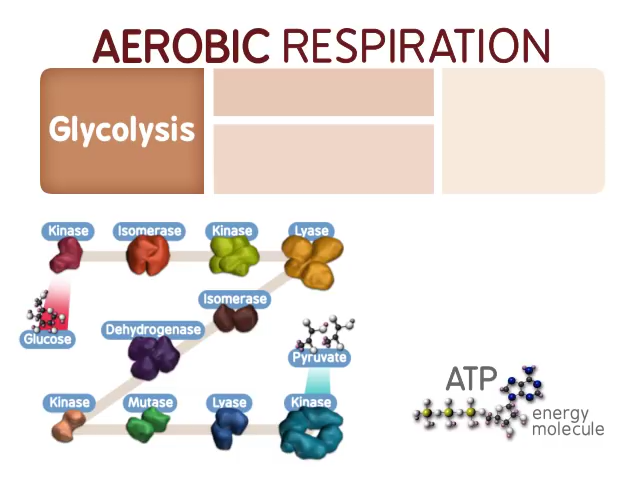 AEROBIC RESPIRATION
Glycolysis
Kinase
Isomerase
Kinase
Lyase
Isomerase
Dehydrogenase
Glucose
Pyruvate
Kinase
Mutase
Lyase
Kinase
ATP
energy
molecule